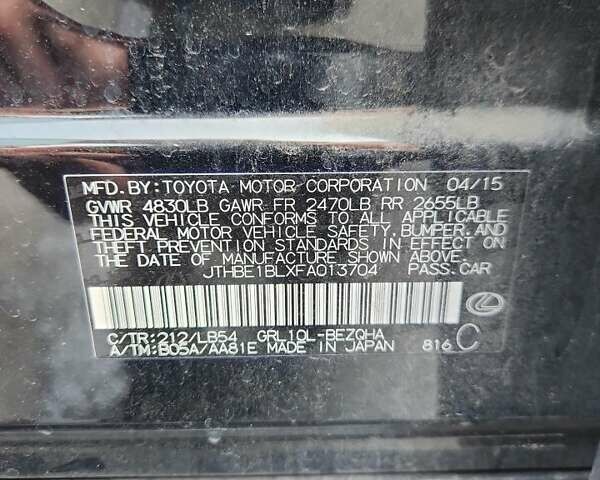 MFD. BY: TOYOTA MOTOR CORPORATION 04/15
GVWR 4830LB GAWR FR 2470LB RR 2655LB
THIS VEHICLE CONFORMS TO ALL APPLICABLE
FEDERAL MOTOR VEHICLE SAFETY, BUMPER, AND
THEFT PREVENTION STANDARDS IN EFFECT ON
THE DATE OF MANUFACTURE SHOWN ABOVE.
JTHBE1BLXFA013704 PASS. CAR
C/TR: 212/LB54 GRL10L-BEZQHA
A/TM: B05A/AA81E MADE IN JAPAN 816 C